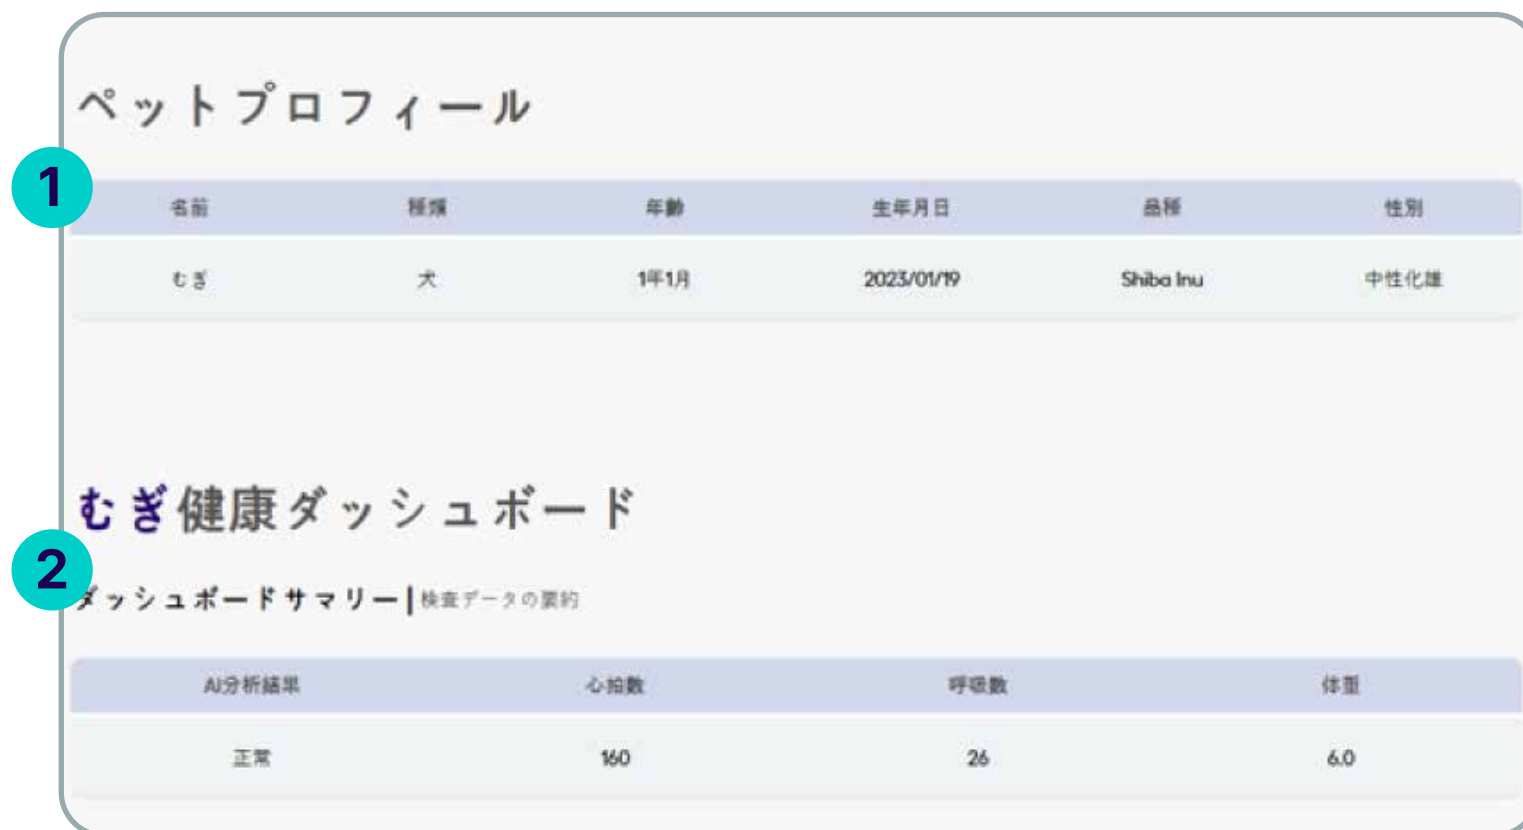 ペットプロフィール
1
名前 種類 年齢 生年月日 品種 性別
むぎ 犬 1年1月 2023/01/19 Shiba Inu 中性化雄
むぎ健康ダッシュボード
2
ダッシュボードサマリー|検査データの要約
AI分析結果 心拍数 呼吸数 体重
正常 160 26 6.0